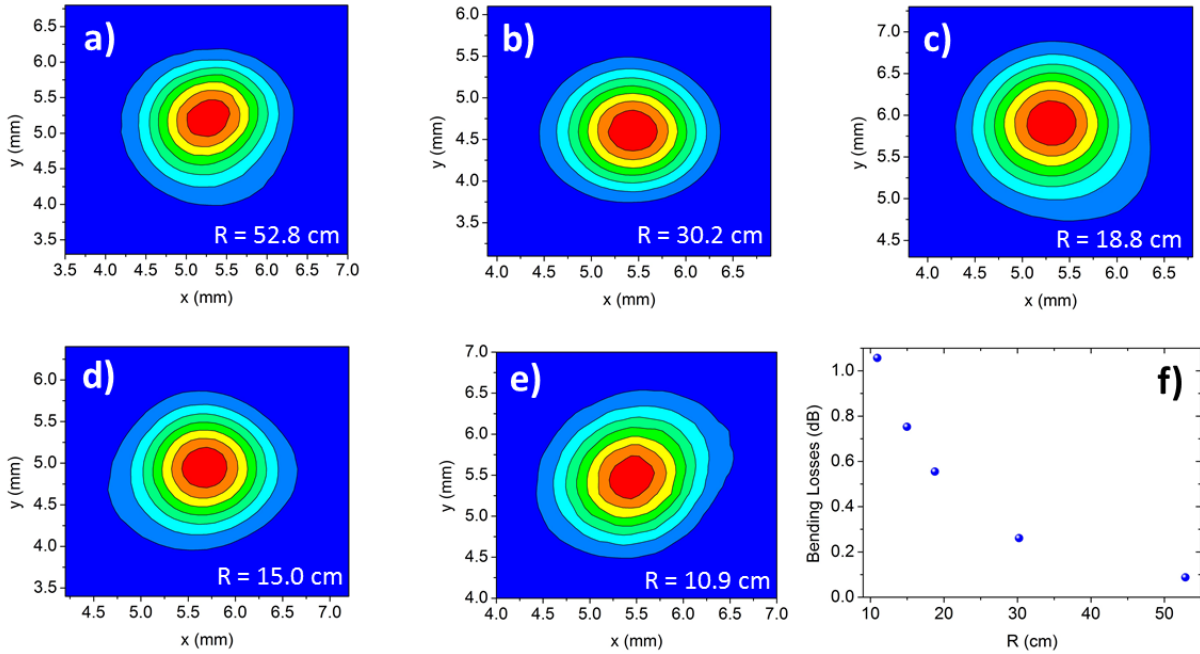 a)
6.5
6.0
5.5
5.0
4.5
4.0
3.5
y (mm)
R = 52.8 cm
3.5 4.0 4.5 5.0 5.5 6.0 6.5 7.0
x (mm)
b)
6.0
5.5
5.0
4.5
4.0
3.5
y (mm)
R = 30.2 cm
4.0 4.5 5.0 5.5 6.0 6.5
x (mm)
c)
7.0
6.5
6.0
5.5
5.0
4.5
y (mm)
R = 18.8 cm
4.0 4.5 5.0 5.5 6.0 6.5
x (mm)
d)
6.0
5.5
5.0
4.5
4.0
3.5
y (mm)
R = 15.0 cm
4.5 5.0 5.5 6.0 6.5 7.0
x (mm)
e)
7.0
6.5
6.0
5.5
5.0
4.5
4.0
y (mm)
R = 10.9 cm
4.0 4.5 5.0 5.5 6.0 6.5 7.0
x (mm)
f)
1.0
0.8
0.6
0.4
0.2
0.0
Bending Losses (dB)
10 20 30 40 50
R (cm)